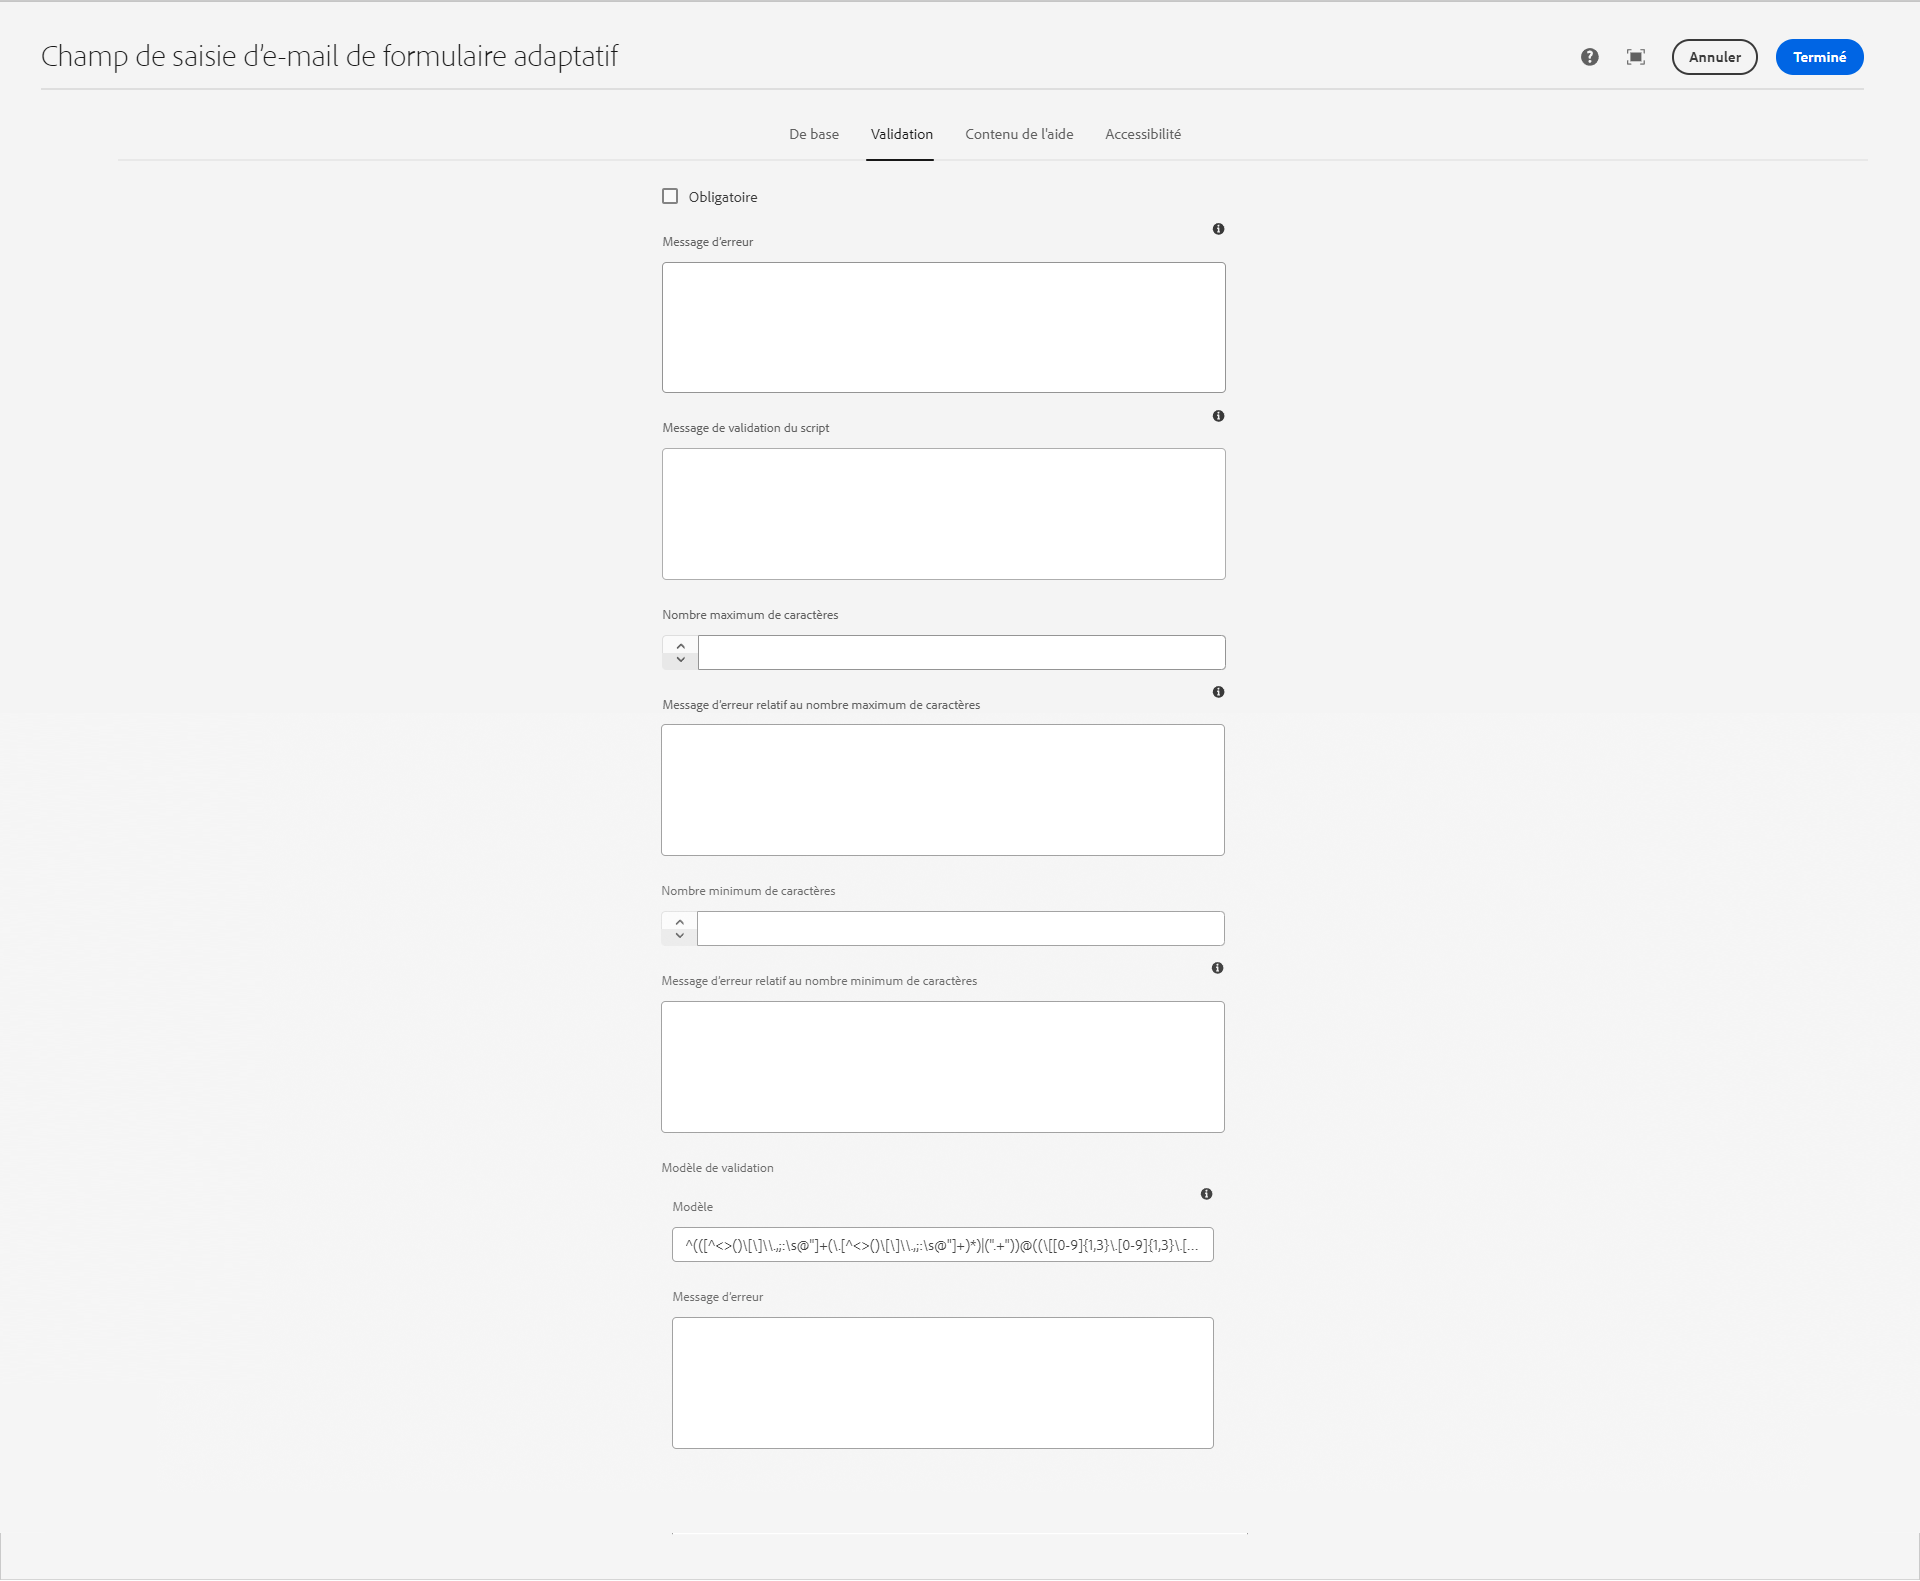 Champ de saisie d’e-mail de formulaire adaptatif
Annuler
Terminé
De base
Validation
Contenu de l'aide
Accessibilité
Obligatoire
Message d’erreur
Message de validation du script
Nombre maximum de caractères
Message d’erreur relatif au nombre maximum de caractères
Nombre minimum de caractères
Message d’erreur relatif au nombre minimum de caractères
Modèle de validation
Modèle
^(([^<>()\[\]\\.,;:\s@"]+(\.[^<>()\[\]\\.,;:\s@"]+)*)|(".+"))@((\[[0-9]{1,3}\.[0-9]{1,3}\.[...
Message d’erreur